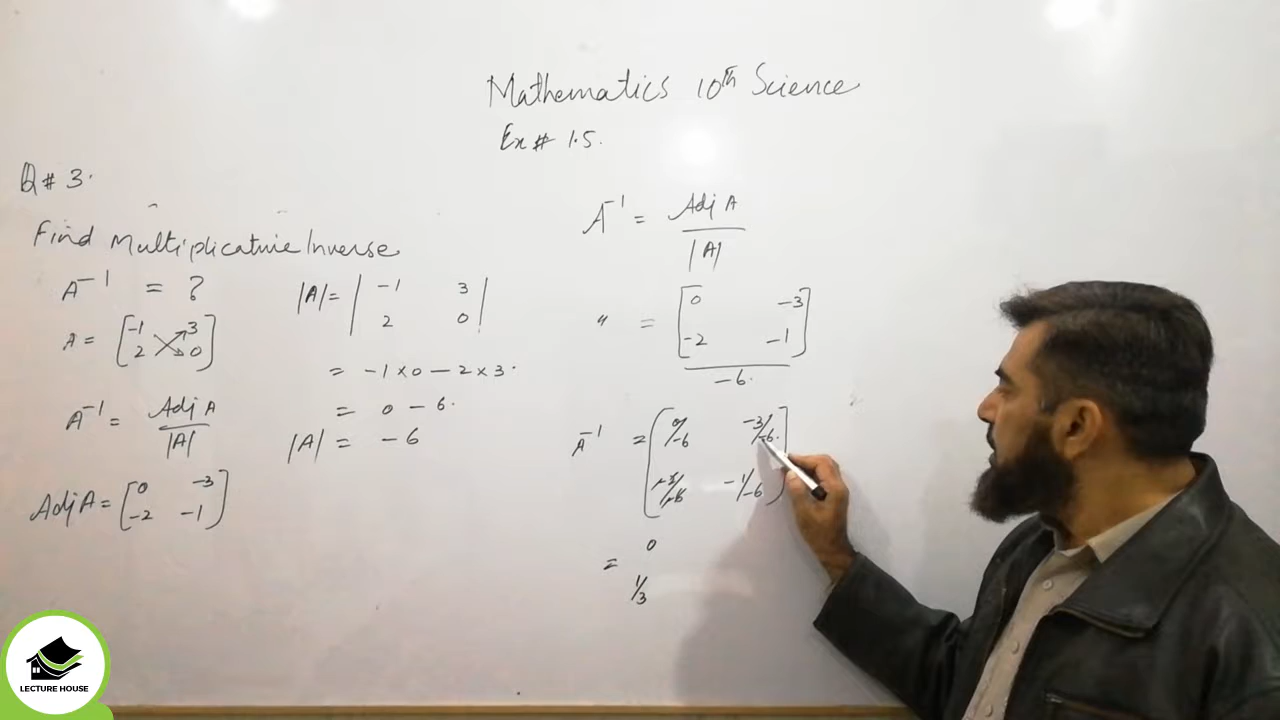 Mathematics 10th Science
Ex # 1.5.
Q # 3.
Find Multiplicative Inverse
A⁻¹ = ?
A = [-1 3
2 0]
A⁻¹ = Adj A
|A|
Adj A = [0 -3
-2 -1]
|A| = | -1 3 |
2 0
= -1 × 0 - 2 × 3.
= 0 - 6.
|A| = -6
A⁻¹ = Adj A
|A|
" = [0 -3
-2 -1]
-6.
A⁻¹ = [0/-6 -3/-6.
-1/-6]
= 0
1/3
LECTURE HOUSE